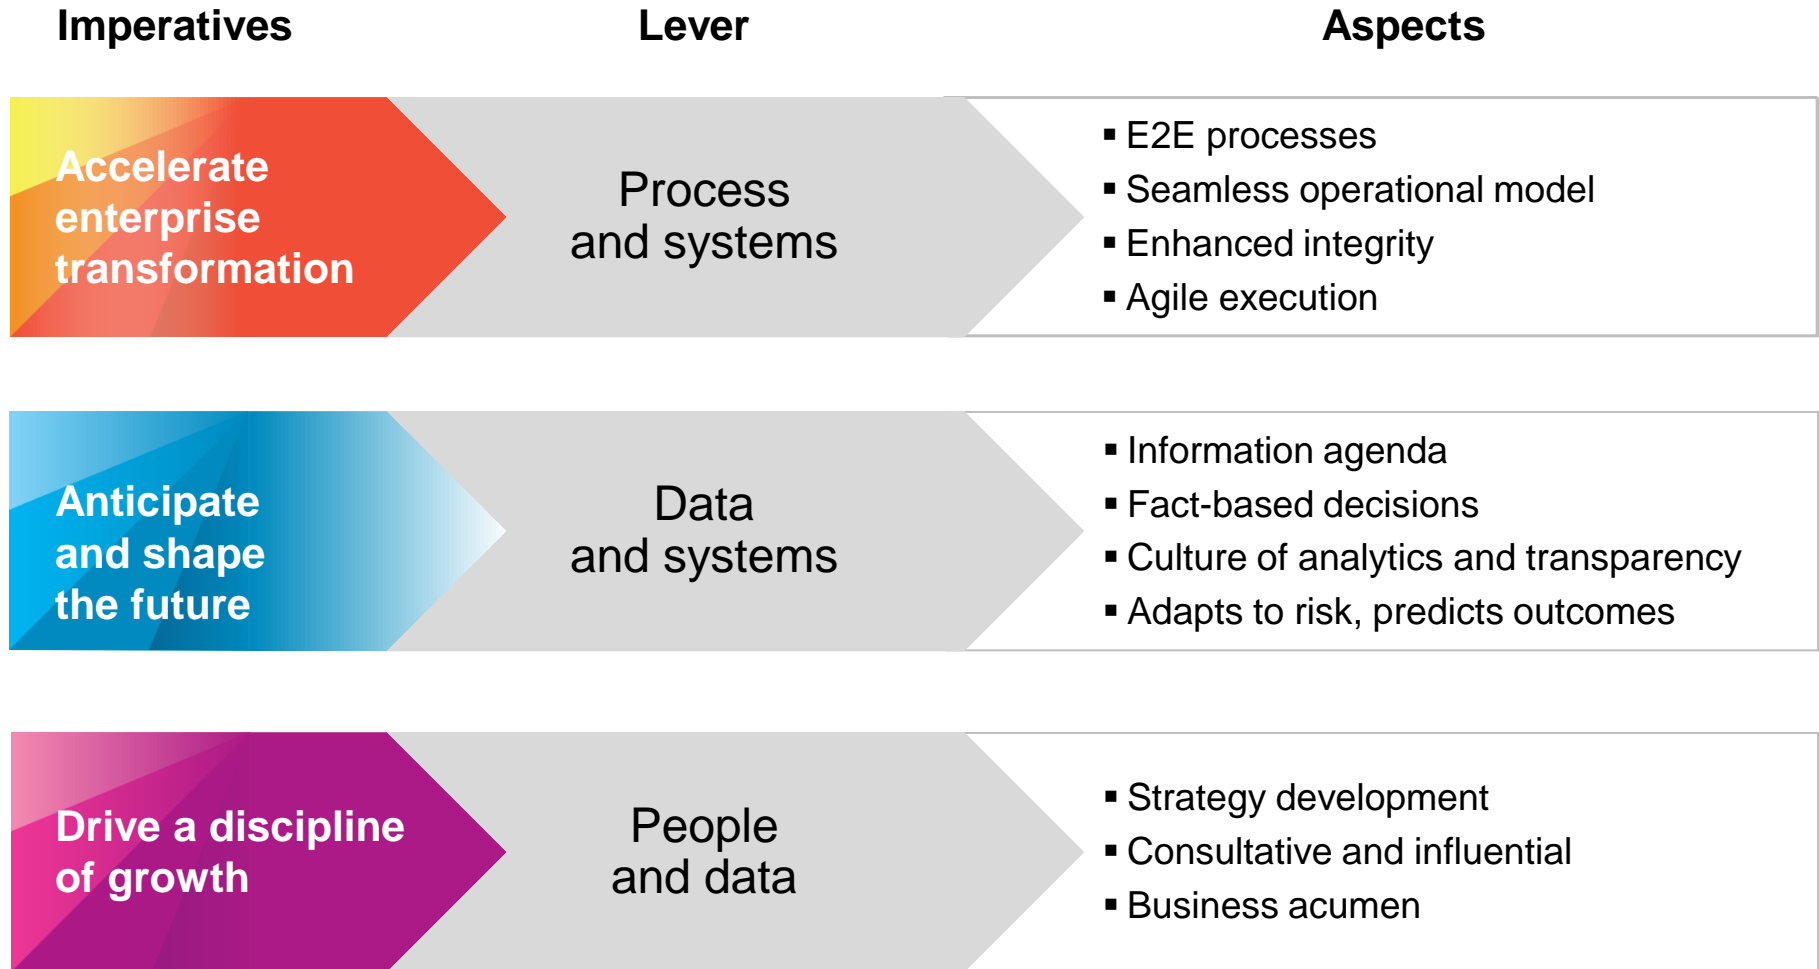 Imperatives
Lever
Aspects
Accelerate
enterprise
transformation
Process
and systems
▪ E2E processes
▪ Seamless operational model
▪ Enhanced integrity
▪ Agile execution
Anticipate
and shape
the future
Data
and systems
▪ Information agenda
▪ Fact-based decisions
▪ Culture of analytics and transparency
▪ Adapts to risk, predicts outcomes
Drive a discipline
of growth
People
and data
▪ Strategy development
▪ Consultative and influential
▪ Business acumen